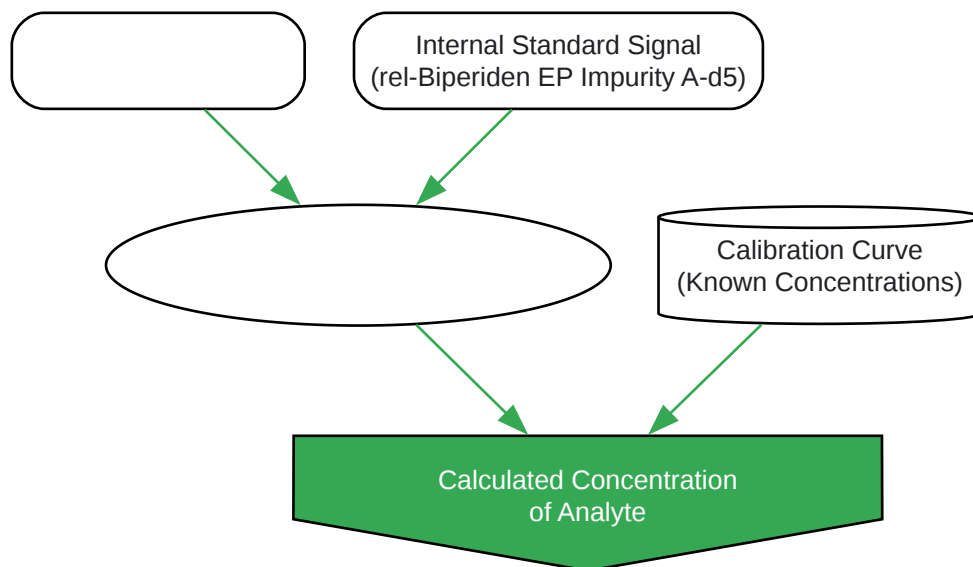 Internal Standard Signal
(rel-Biperiden EP Impurity A-d5)
Calibration Curve
(Known Concentrations)
Calculated Concentration
of Analyte